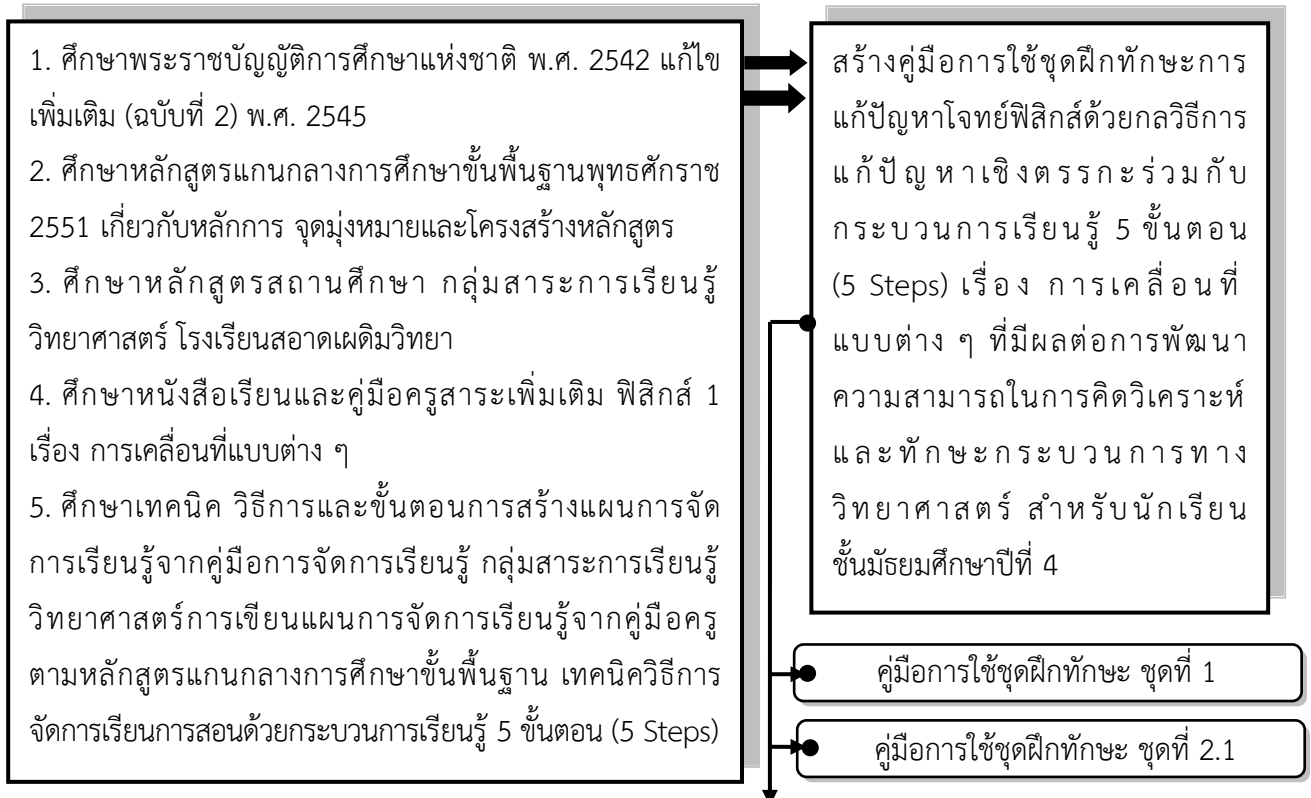 1. ศึกษาพระราชบัญญัติการศึกษาแห่งชาติ พ.ศ. 2542 แก้ไข
เพิ่มเติม (ฉบับที่ 2) พ.ศ. 2545
2. ศึกษาหลักสูตรแกนกลางการศึกษาขั้นพื้นฐานพุทธศักราช
2551 เกี่ยวกับหลักการ จุดมุ่งหมายและโครงสร้างหลักสูตร
3. ศึกษาหลักสูตรสถานศึกษา กลุ่มสาระการเรียนรู้
วิทยาศาสตร์ โรงเรียนสอาดเผดิมวิทยา
4. ศึกษาหนังสือเรียนและคู่มือครูสาระเพิ่มเติม ฟิสิกส์ 1
เรื่อง การเคลื่อนที่แบบต่าง ๆ
5. ศึกษาเทคนิค วิธีการและขั้นตอนการสร้างแผนการจัด
การเรียนรู้จากคู่มือการจัดการเรียนรู้ กลุ่มสาระการเรียนรู้
วิทยาศาสตร์การเขียนแผนการจัดการเรียนรู้จากคู่มือครู
ตามหลักสูตรแกนกลางการศึกษาขั้นพื้นฐาน เทคนิควิธีการ
จัดการเรียนการสอนด้วยกระบวนการเรียนรู้ 5 ขั้นตอน (5 Steps)
สร้างคู่มือการใช้ชุดฝึกทักษะการ
แก้ปัญหาโจทย์ฟิสิกส์ด้วยกลวิธีการ
แก้ปัญหาเชิงตรรกะร่วมกับ
กระบวนการเรียนรู้ 5 ขั้นตอน
(5 Steps) เรื่อง การเคลื่อนที่
แบบต่าง ๆ ที่มีผลต่อการพัฒนา
ความสามารถในการคิดวิเคราะห์
และทักษะกระบวนการทาง
วิทยาศาสตร์ สำหรับนักเรียน
ชั้นมัธยมศึกษาปีที่ 4
คู่มือการใช้ชุดฝึกทักษะ ชุดที่ 1
คู่มือการใช้ชุดฝึกทักษะ ชุดที่ 2.1